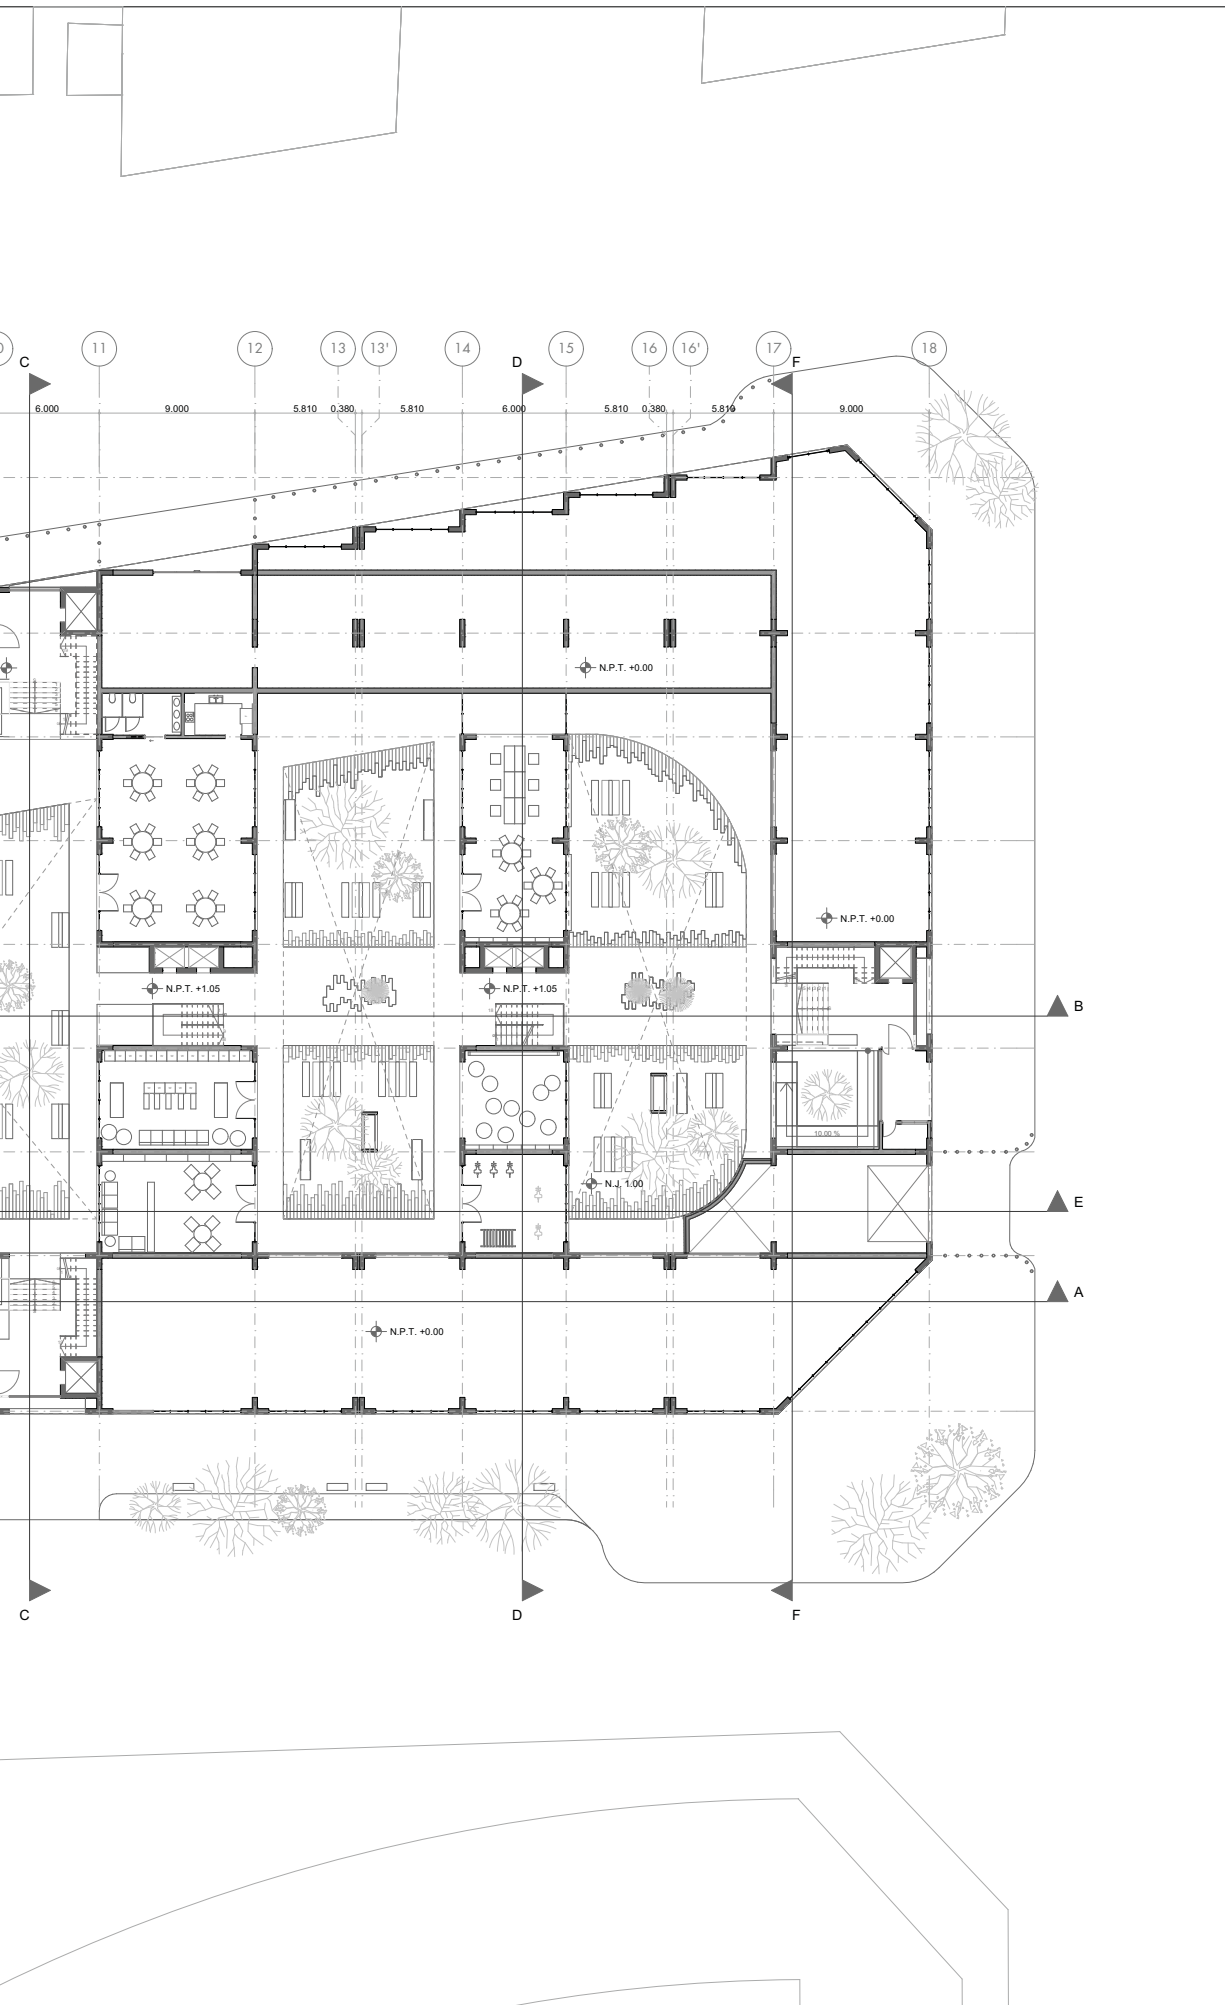 11 12 13 13' 14 15 16 16' 17 18
C D F
6.000 9.000 5.810 0.380 5.810 6.000 5.810 0.380 5.810 9.000
N.P.T. +0.00
N.P.T. +0.00
N.P.T. +1.05 N.P.T. +1.05
B
10.00 %
N.J. 1.00
E
A
N.P.T. +0.00
C D F